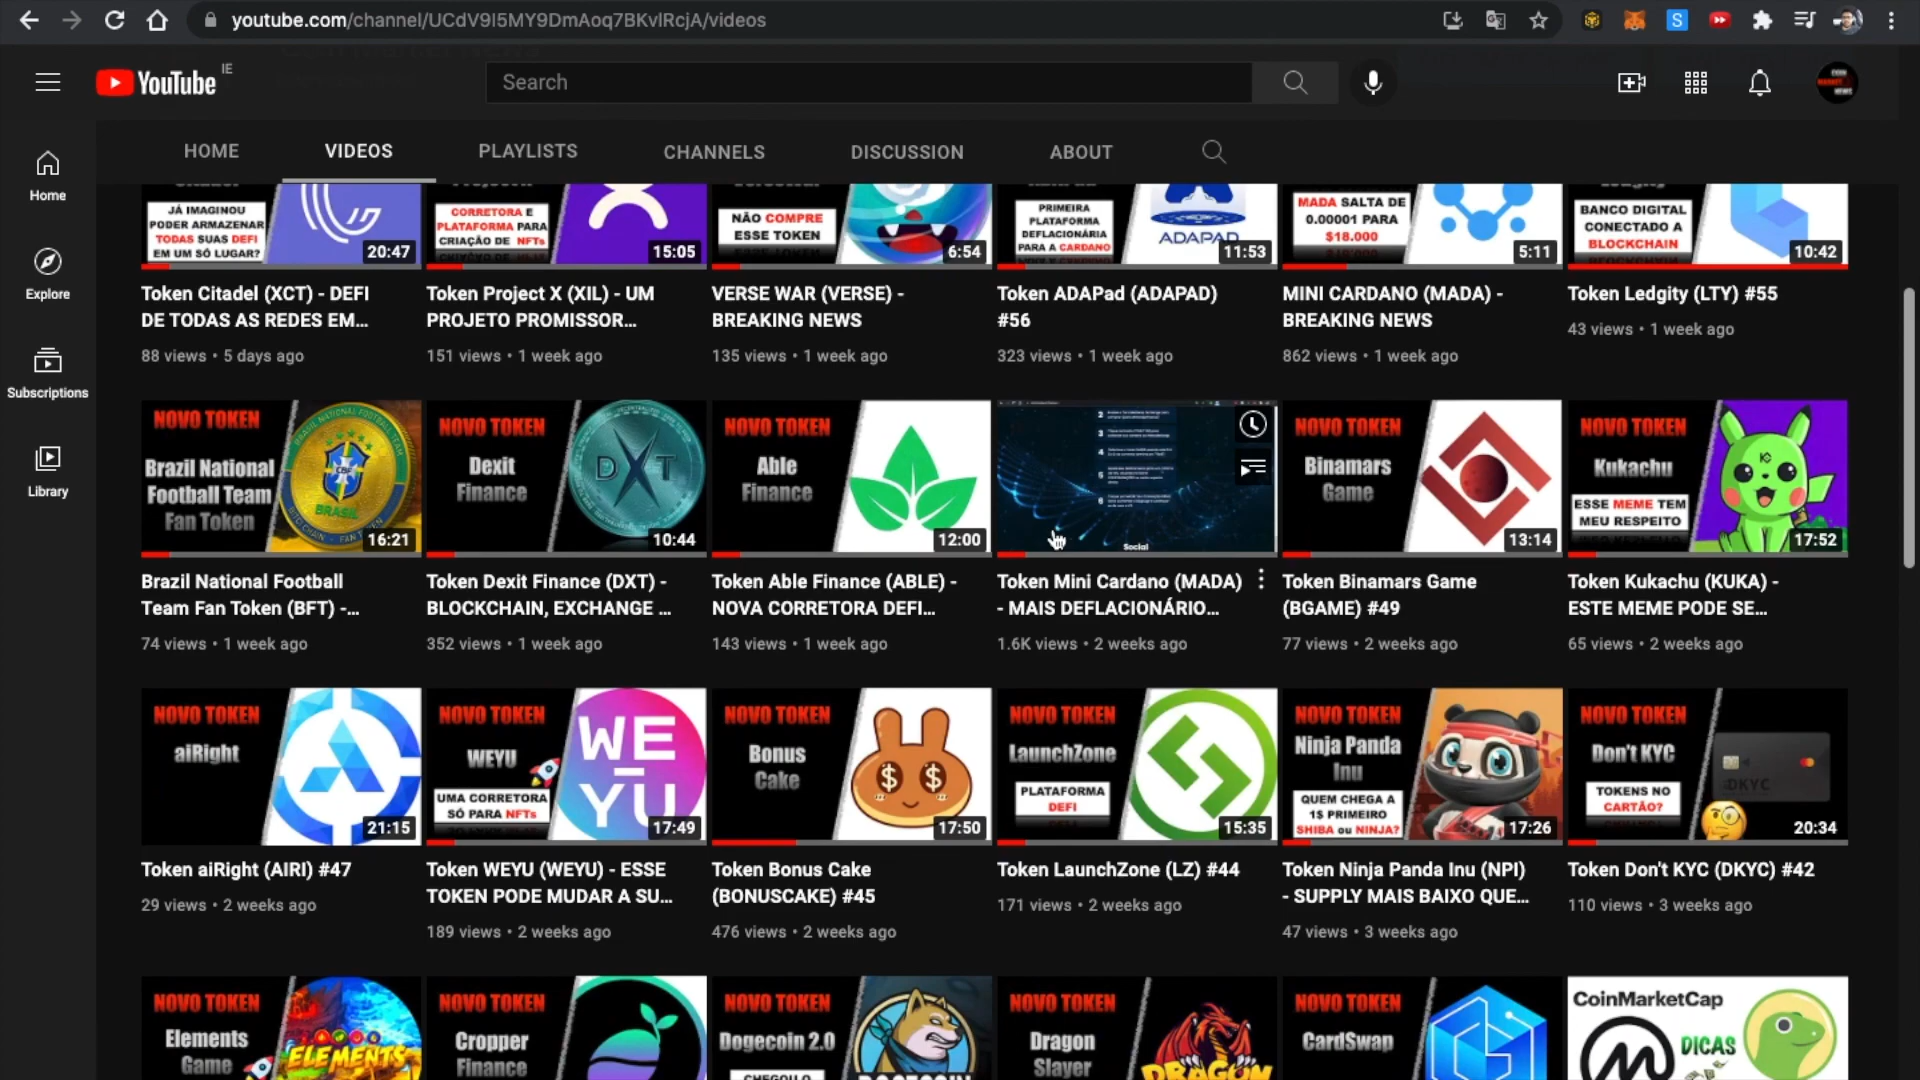 youtube.com/channel/UCdV9I5MY9DmAoq7BKvlRcjA/videos
YouTube IE
Search
HOME
VIDEOS
PLAYLISTS
CHANNELS
DISCUSSION
ABOUT
Home
Explore
Subscriptions
Library
JÁ IMAGINOU
PODER ARMAZENAR
TODAS SUAS DEFI
EM UM SÓ LUGAR?
20:47
Token Citadel (XCT) - DEFI
DE TODAS AS REDES EM...
88 views • 5 days ago
CORRETORA E
PLATAFORMA PARA
CRIAÇÃO DE NFTs
15:05
Token Project X (XIL) - UM
PROJETO PROMISSOR...
151 views • 1 week ago
NÃO COMPRE
ESSE TOKEN
6:54
VERSE WAR (VERSE) -
BREAKING NEWS
135 views • 1 week ago
PRIMEIRA
PLATAFORMA
DEFLACIONÁRIA
PARA A CARDANO
ADAPAD
11:53
Token ADAPad (ADAPAD)
#56
323 views • 1 week ago
MADA SALTA DE
0.00001 PARA
$18.000
5:11
MINI CARDANO (MADA) -
BREAKING NEWS
862 views • 1 week ago
BANCO DIGITAL
CONECTADO A
BLOCKCHAIN
10:42
Token Ledgity (LTY) #55
43 views • 1 week ago
NOVO TOKEN
Brazil National
Football Team
Fan Token
BRAZIL NATIONAL FOOTBALL TEAM
CBF
BRASIL
16:21
Brazil National Football
Team Fan Token (BFT) -...
74 views • 1 week ago
NOVO TOKEN
Dexit
Finance
DXT
10:44
Token Dexit Finance (DXT) -
BLOCKCHAIN, EXCHANGE ...
352 views • 1 week ago
NOVO TOKEN
Able
Finance
12:00
Token Able Finance (ABLE) -
NOVA CORRETORA DEFI...
143 views • 1 week ago
2
3
4
5
6
Social
Token Mini Cardano (MADA)
- MAIS DEFLACIONÁRIO...
1.6K views • 2 weeks ago
NOVO TOKEN
Binamars
Game
13:14
Token Binamars Game
(BGAME) #49
77 views • 2 weeks ago
NOVO TOKEN
Kukachu
ESSE MEME TEM
MEU RESPEITO
17:52
Token Kukachu (KUKA) -
ESTE MEME PODE SE...
65 views • 2 weeks ago
NOVO TOKEN
aiRight
21:15
Token aiRight (AIRI) #47
29 views • 2 weeks ago
NOVO TOKEN
WEYU
UMA CORRETORA
SÓ PARA NFTs
WE
YU
17:49
Token WEYU (WEYU) - ESSE
TOKEN PODE MUDAR A SU...
189 views • 2 weeks ago
NOVO TOKEN
Bonus
Cake
$ $
17:50
Token Bonus Cake
(BONUSCAKE) #45
476 views • 2 weeks ago
NOVO TOKEN
LaunchZone
PLATAFORMA
DEFI
15:35
Token LaunchZone (LZ) #44
171 views • 2 weeks ago
NOVO TOKEN
Ninja Panda
Inu
QUEM CHEGA A
1$ PRIMEIRO
SHIBA ou NINJA?
17:26
Token Ninja Panda Inu (NPI)
- SUPPLY MAIS BAIXO QUE...
47 views • 3 weeks ago
NOVO TOKEN
Don't KYC
TOKENS NO
CARTÃO?
DKYC
20:34
Token Don't KYC (DKYC) #42
110 views • 3 weeks ago
NOVO TOKEN
Elements
Game
ELEMENTS
NOVO TOKEN
Cropper
Finance
NOVO TOKEN
Dogecoin 2.0
CHEGOU O
NOVO TOKEN
Dragon
Slayer
DRAGON
NOVO TOKEN
CardSwap
CoinMarketCap
DICAS